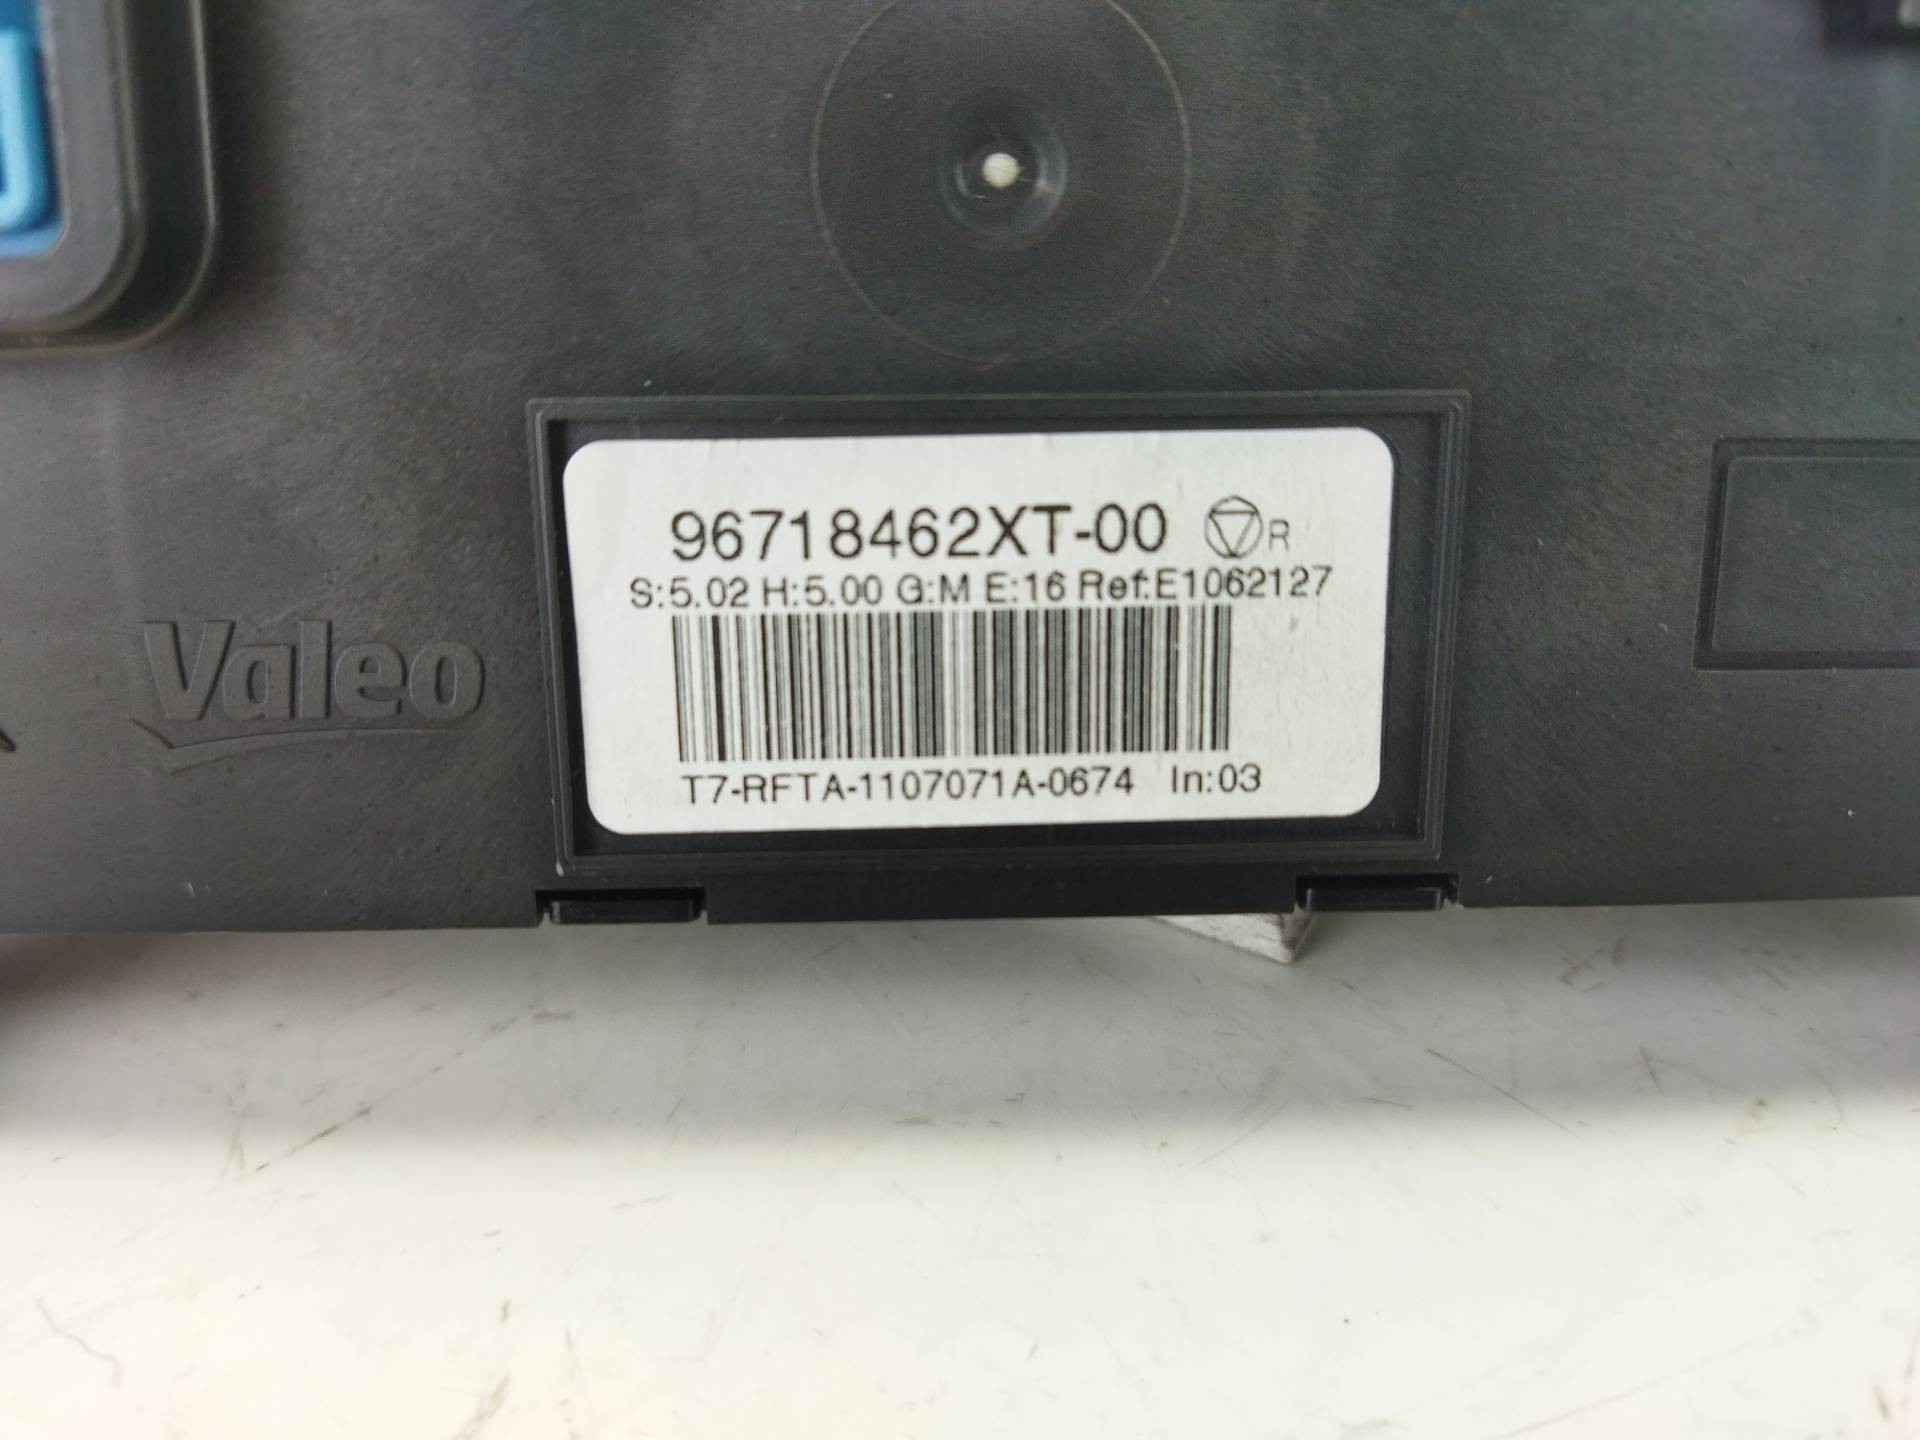 96718462XT-00 R
S:5.02 H:5.00 G:M E:16 Ref:E1062127
Valeo
T7-RFTA-1107071A-0674 In:03